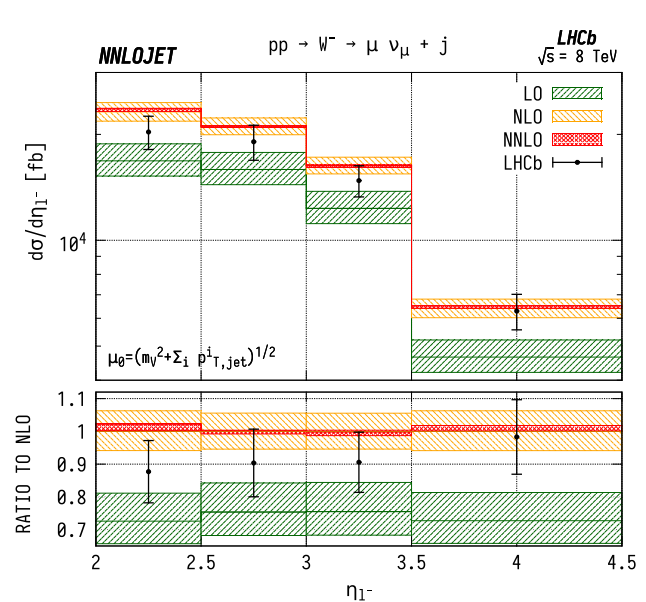 NNLOJET
pp → W⁻ → μ ν_μ + j
LHCb
√s = 8 TeV
LO
NLO
NNLO
LHCb
dσ/dη_l⁻ [fb]
10⁴
μ₀=(m_V²+Σ_i pⁱ_T,jet)^1/2
RATIO TO NLO
1.1
1
0.9
0.8
0.7
2 2.5 3 3.5 4 4.5
η_l⁻